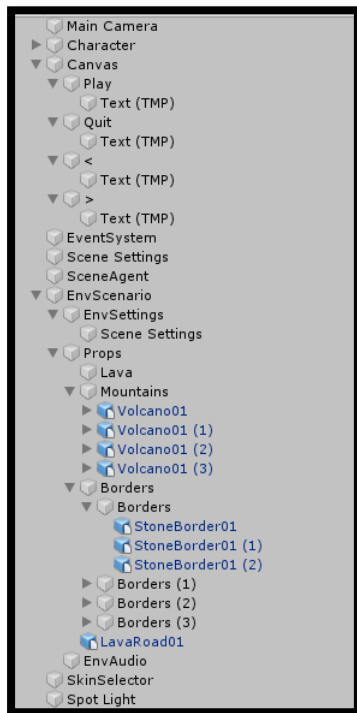 Main Camera
Character
Canvas
Play
Text (TMP)
Quit
Text (TMP)
<
Text (TMP)
>
Text (TMP)
EventSystem
Scene Settings
SceneAgent
EnvScenario
EnvSettings
Scene Settings
Props
Lava
Mountains
Volcano01
Volcano01 (1)
Volcano01 (2)
Volcano01 (3)
Borders
Borders
StoneBorder01
StoneBorder01 (1)
StoneBorder01 (2)
Borders (1)
Borders (2)
Borders (3)
LavaRoad01
EnvAudio
SkinSelector
Spot Light